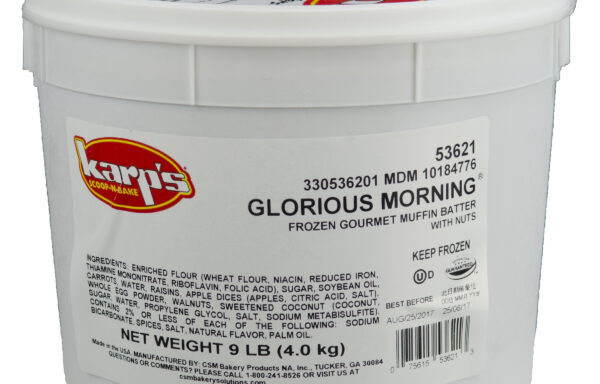 karp's
SCOOP-N-BAKE
53621
330536201 MDM 10184776
GLORIOUS MORNING®
FROZEN GOURMET MUFFIN BATTER
WITH NUTS
KEEP FROZEN
INGREDIENTS: ENRICHED FLOUR (WHEAT FLOUR, NIACIN, REDUCED IRON,
THIAMINE MONONITRATE, RIBOFLAVIN, FOLIC ACID), SUGAR, SOYBEAN OIL,
CARROTS, WATER, RAISINS, APPLE DICES (APPLES, CITRIC ACID, SALT),
WHOLE EGG POWDER, WALNUTS, SWEETENED COCONUT (COCONUT,
SUGAR, WATER, PROPYLENE GLYCOL, SALT, SODIUM METABISULFITE),
CONTAINS 2% OR LESS OF EACH OF THE FOLLOWING: SODIUM
BICARBONATE, SPICES, SALT, NATURAL FLAVOR, PALM OIL.
U D
GUARANTEE
BEST BEFORE
AUG/25/2017
25/08/17
NET WEIGHT 9 LB (4.0 kg)
Made in the USA. MANUFACTURED BY: CSM Bakery Products NA, Inc., TUCKER, GA 30084
QUESTIONS OR COMMENTS? PLEASE CALL 1-800-241-8526 OR VISIT US AT
csmbakerysolutions.com
0 25615 53621 3